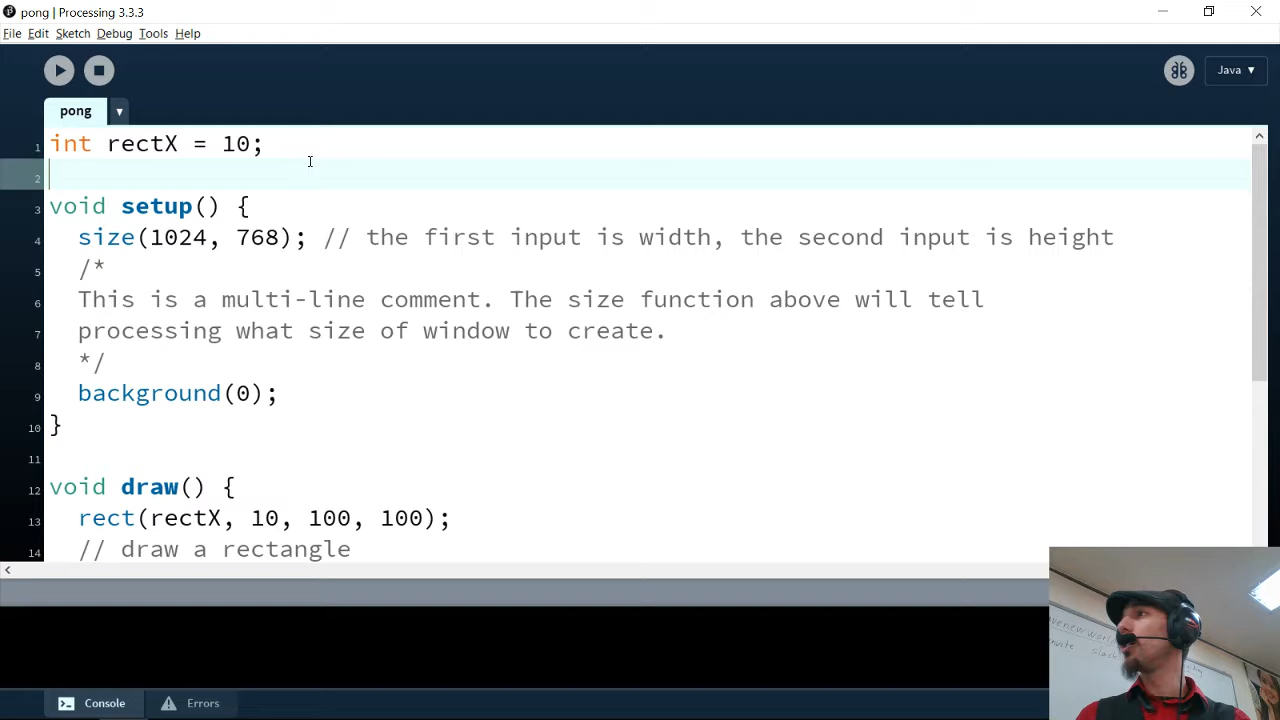 pong | Processing 3.3.3
File Edit Sketch Debug Tools Help
Java ▼
pong ▼
1 int rectX = 10;
2
3 void setup() {
4 size(1024, 768); // the first input is width, the second input is height
5 /*
6 This is a multi-line comment. The size function above will tell
7 processing what size of window to create.
8 */
9 background(0);
10 }
11
12 void draw() {
13 rect(rectX, 10, 100, 100);
14 // draw a rectangle
Console Errors